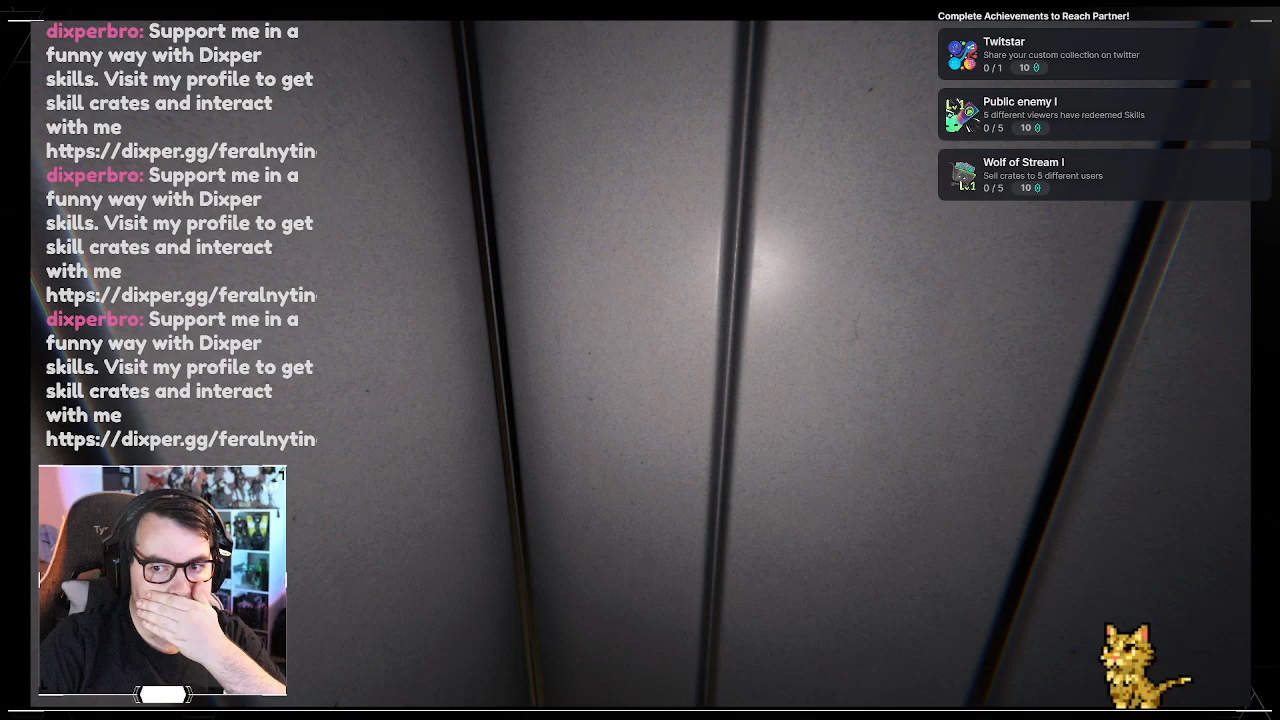 dixperbro: Support me in a
funny way with Dixper
skills. Visit my profile to get
skill crates and interact
with me
https://dixper.gg/feralnytin
dixperbro: Support me in a
funny way with Dixper
skills. Visit my profile to get
skill crates and interact
with me
https://dixper.gg/feralnytin
dixperbro: Support me in a
funny way with Dixper
skills. Visit my profile to get
skill crates and interact
with me
https://dixper.gg/feralnytin
Complete Achievements to Reach Partner!
Twitstar
Share your custom collection on twitter
0 / 1 10
Public enemy I
5 different viewers have redeemed Skills
0 / 5 10
Wolf of Stream I
Sell crates to 5 different users
0 / 5 10